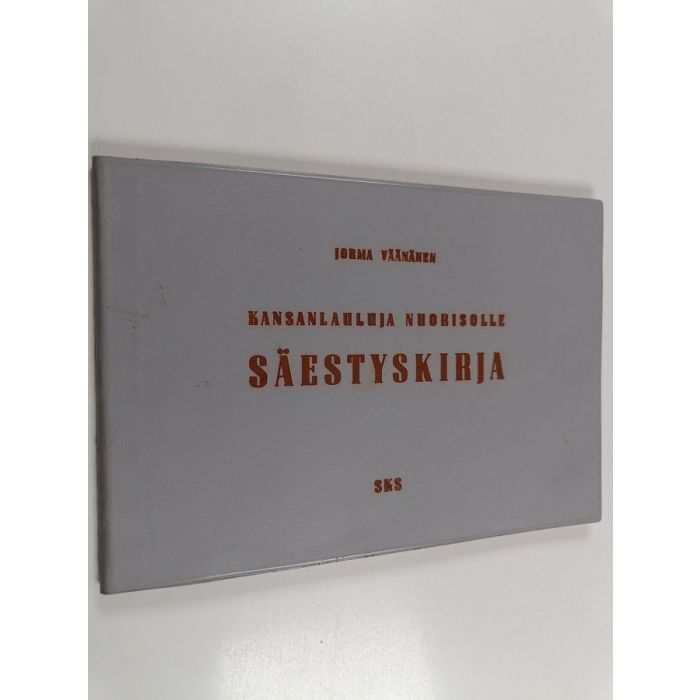 JORMA VÄÄNÄNEN
KANSANLAULUJA NUORISOLLE
SÄESTYSKIRJA
SKS